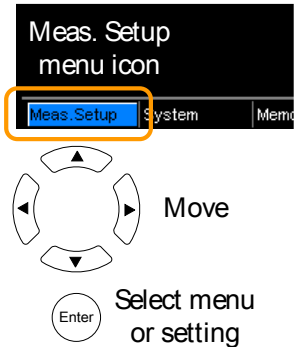 Meas. Setup
menu icon
Meas.Setup System
Move
Enter
Select menu
or setting